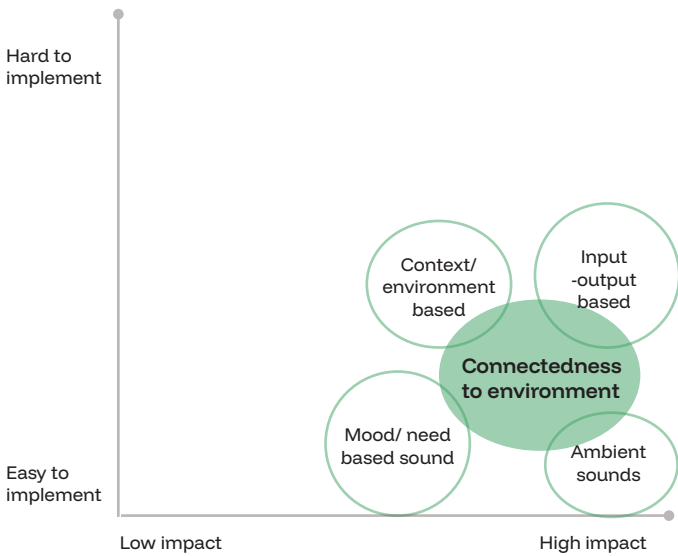 Hard to
implement
Context/
environment
based
Input
-output
based
Connectedness
to environment
Mood/ need
based sound
Ambient
sounds
Easy to
implement
Low impact
High impact